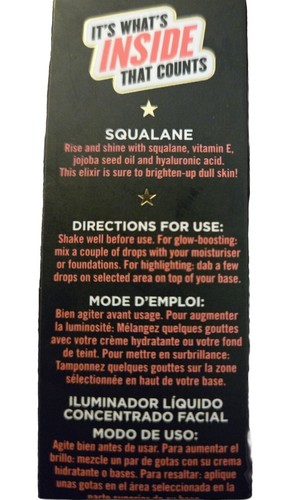 IT'S WHAT'S
INSIDE
THAT COUNTS
SQUALANE
Rise and shine with squalane, vitamin E,
jojoba seed oil and hyaluronic acid.
This elixir is sure to brighten-up dull skin!
DIRECTIONS FOR USE:
Shake well before use. For glow-boosting:
mix a couple of drops with your moisturiser
or foundations. For highlighting: dab a few
drops on selected area on top of your base.
MODE D'EMPLOI:
Bien agiter avant usage. Pour augmenter
la luminosité: Mélangez quelques gouttes
avec votre crème hydratante ou votre fond
de teint. Pour mettre en surbrillance:
Tamponnez quelques gouttes sur la zone
sélectionnée en haut de votre base.
ILUMINADOR LÍQUIDO
CONCENTRADO FACIAL
MODO DE USO:
Agite bien antes de usar. Para aumentar el
brillo: mezcle un par de gotas con su crema
hidratante o bases. Para resaltar: aplique
unas gotas en el área seleccionada en la
parte superior de su base.